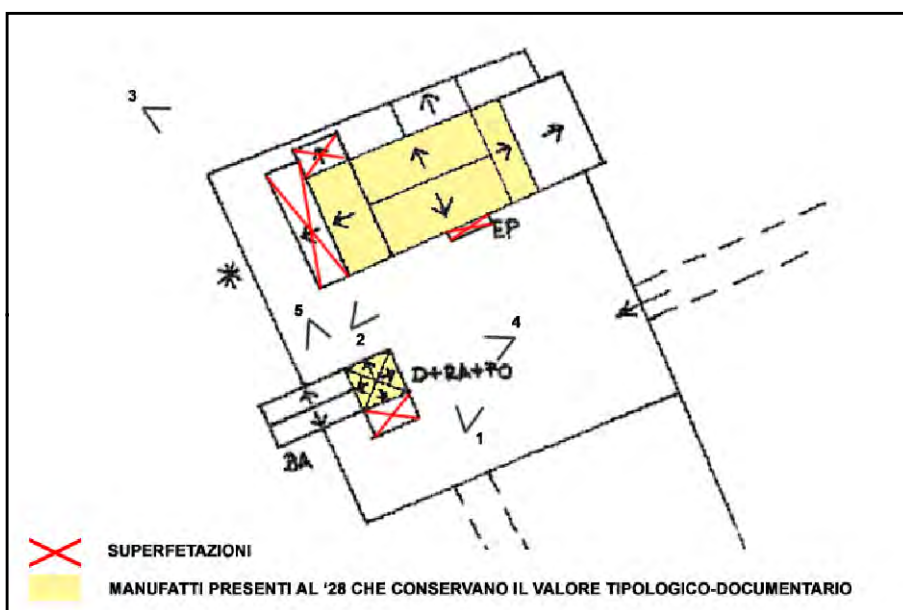 3
EP
5
2
4
D+RA+PO
1
BA
SUPERFETAZIONI
MANUFATTI PRESENTI AL '28 CHE CONSERVANO IL VALORE TIPOLOGICO-DOCUMENTARIO